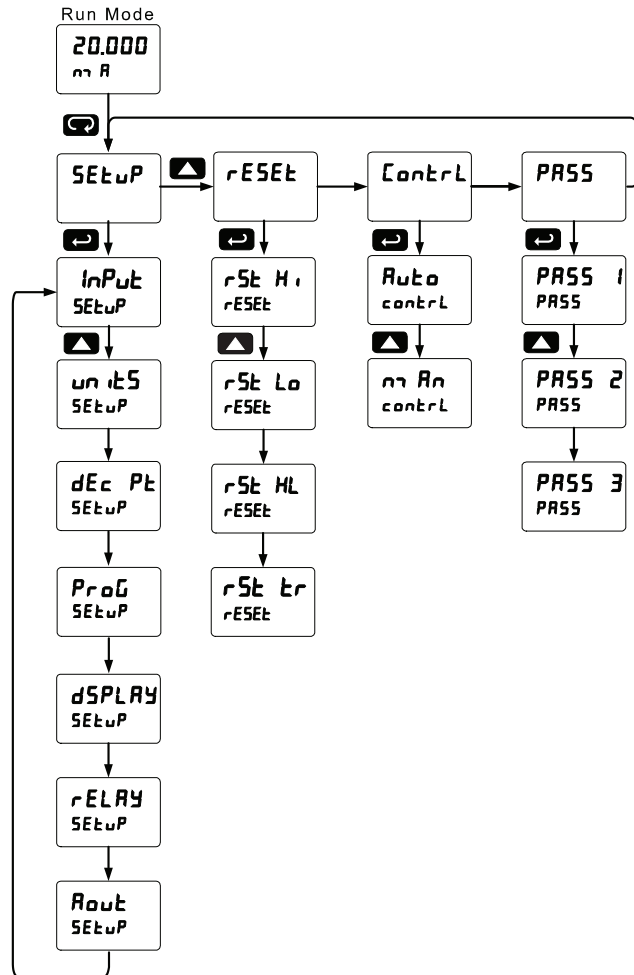 Run Mode
20.000
mA
SEtuP
rESEt
ContrL
PASS
InPut
SEtuP
rSt Hi
rESEt
Auto
contrL
PASS 1
PASS
unitS
SEtuP
rSt Lo
rESEt
mAn
contrL
PASS 2
PASS
dEc Pt
SEtuP
rSt HL
rESEt
PASS 3
PASS
ProG
SEtuP
rSt tr
rESEt
dSPLAY
SEtuP
rELAY
SEtuP
Aout
SEtuP